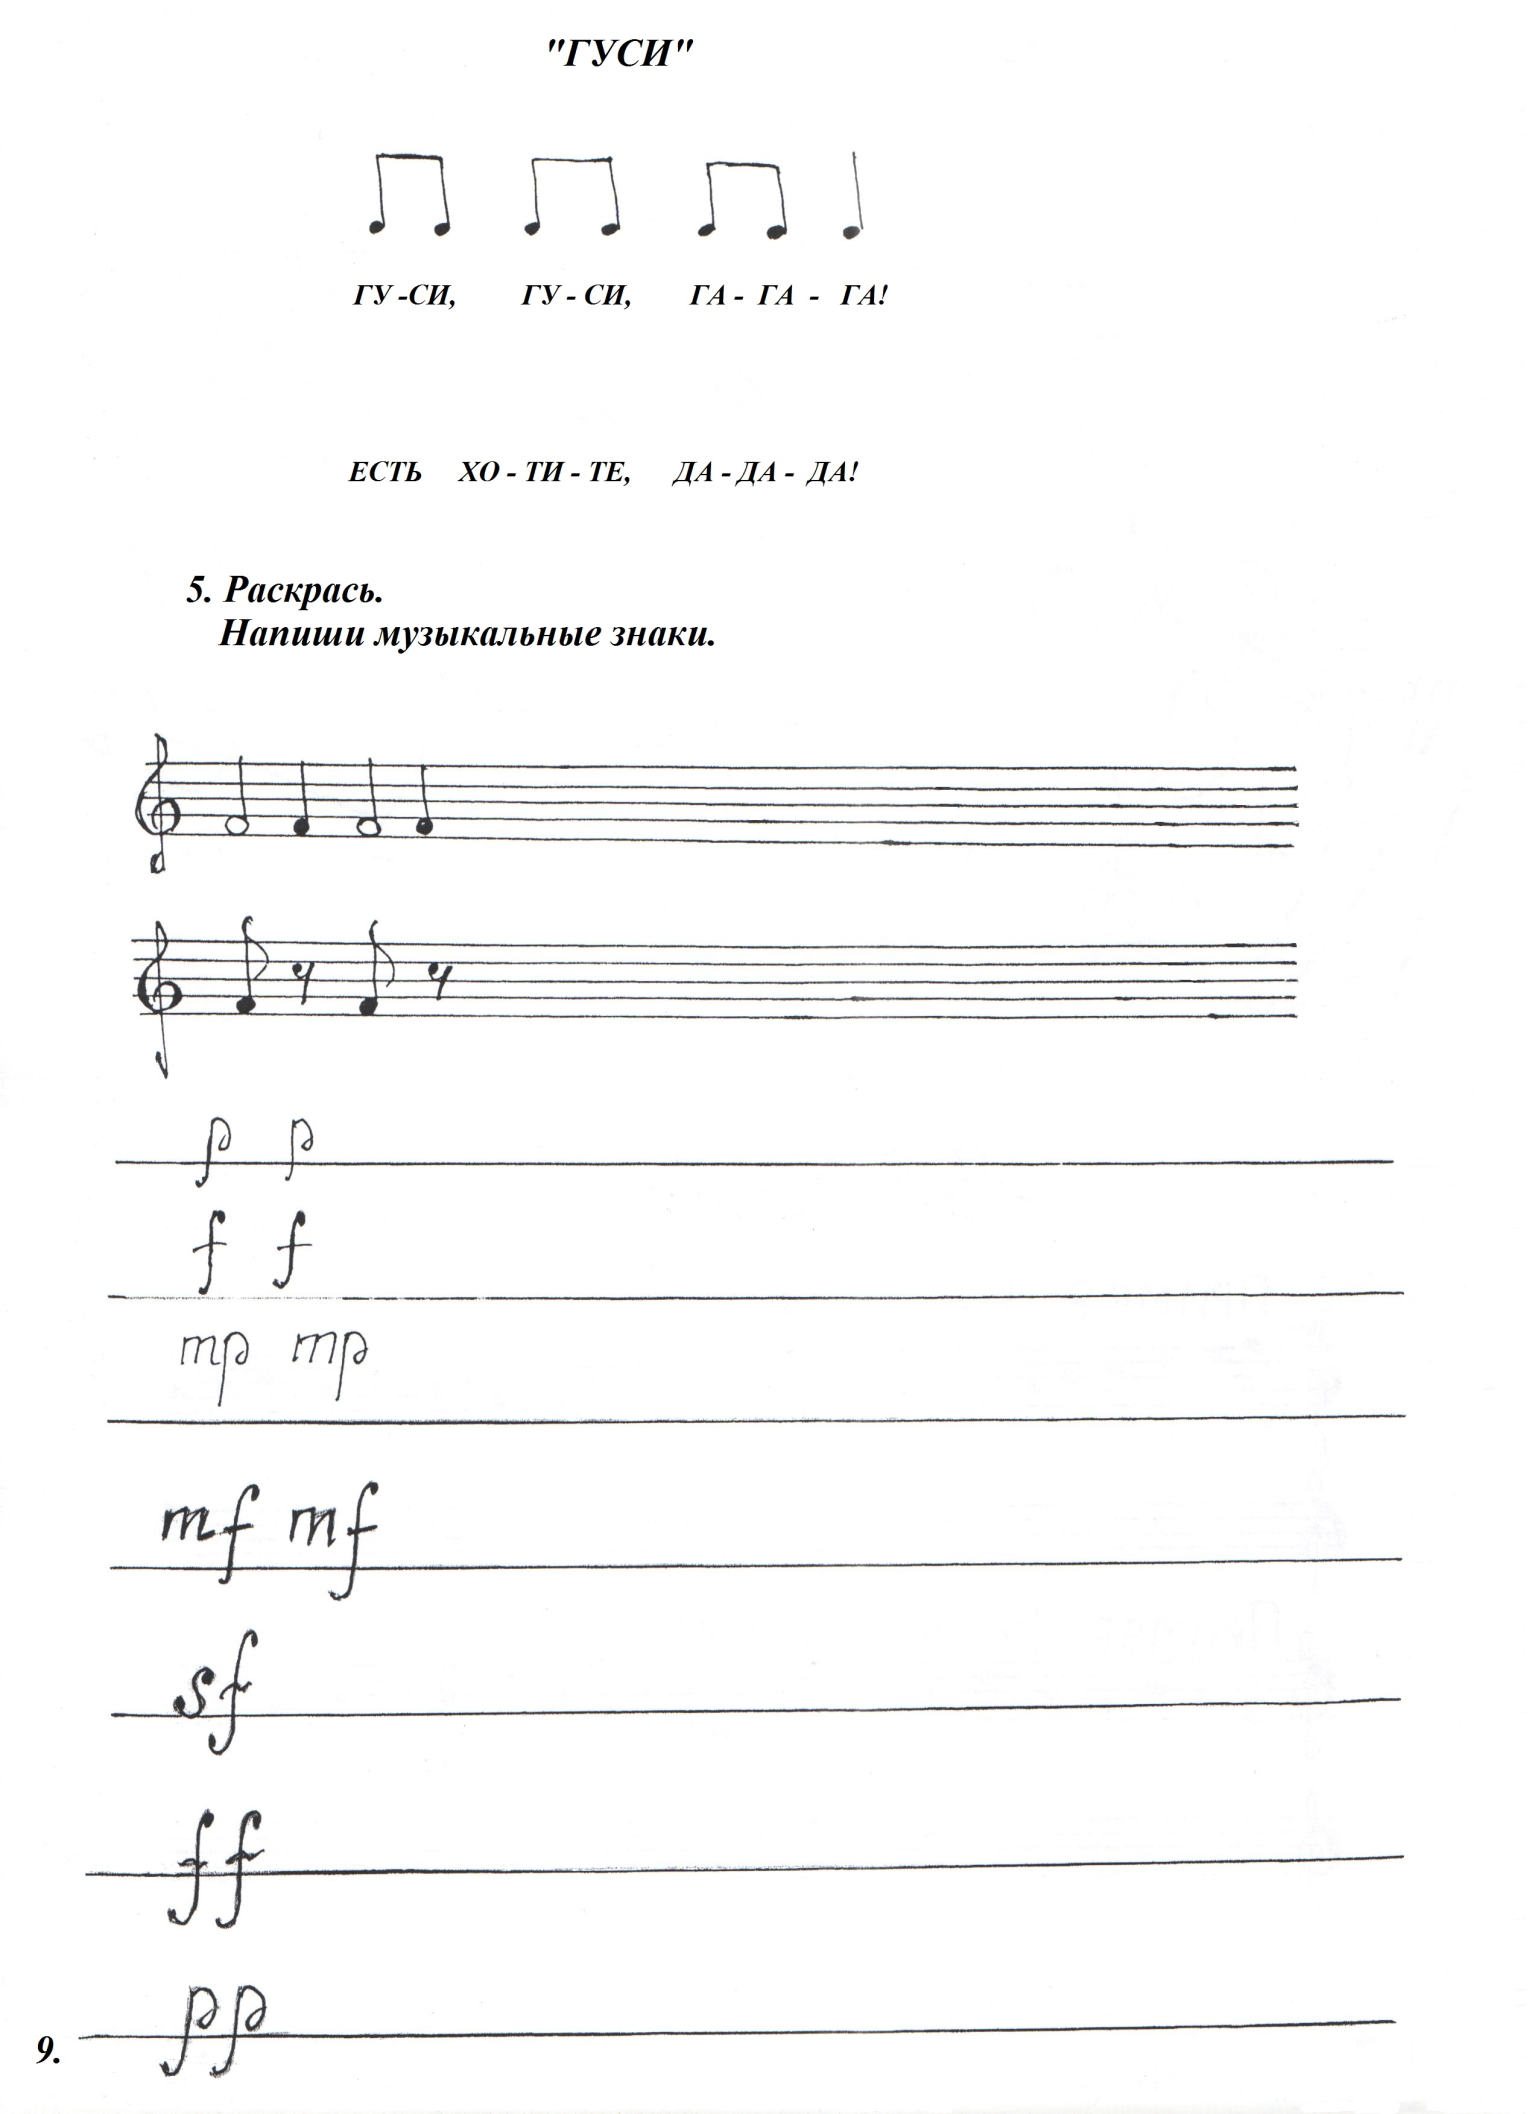 "ГУСИ"
ГУ -СИ, ГУ - СИ, ГА - ГА - ГА!
ЕСТЬ ХО - ТИ - ТЕ, ДА - ДА - ДА!
5. Раскрась.
Напиши музыкальные знаки.
p p
f f
mp mp
mf mf
sf
ff
pp
9.